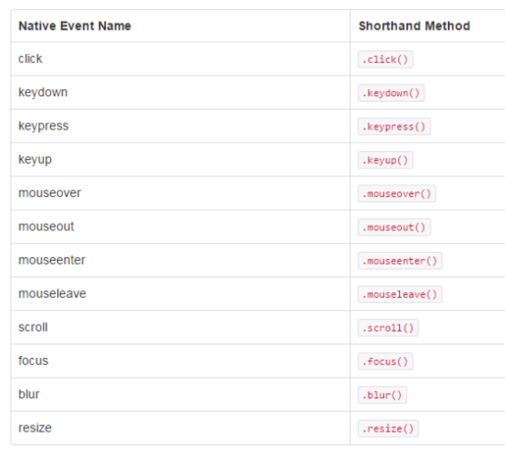 Native Event Name Shorthand Method
click .click()
keydown .keydown()
keypress .keypress()
keyup .keyup()
mouseover .mouseover()
mouseout .mouseout()
mouseenter .mouseenter()
mouseleave .mouseleave()
scroll .scroll()
focus .focus()
blur .blur()
resize .resize()